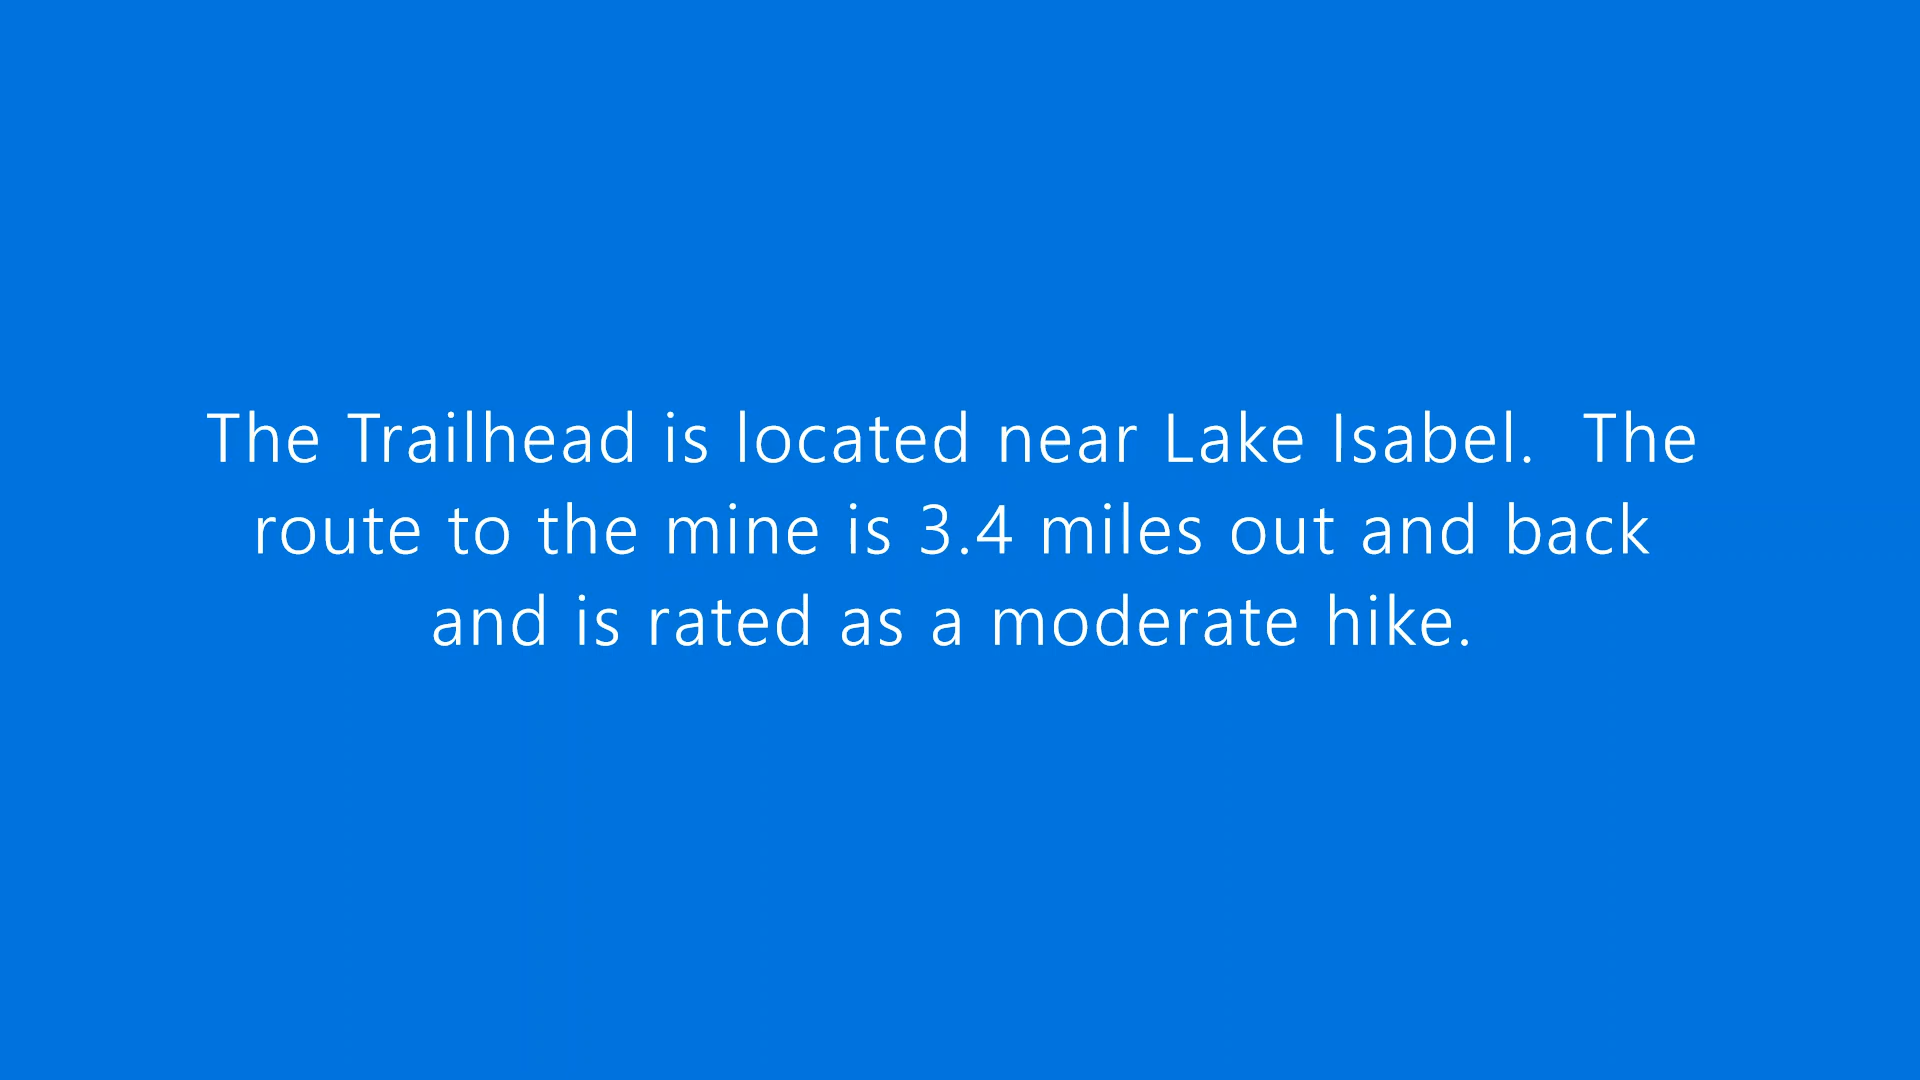 The Trailhead is located near Lake Isabel.  The
route to the mine is 3.4 miles out and back
and is rated as a moderate hike.